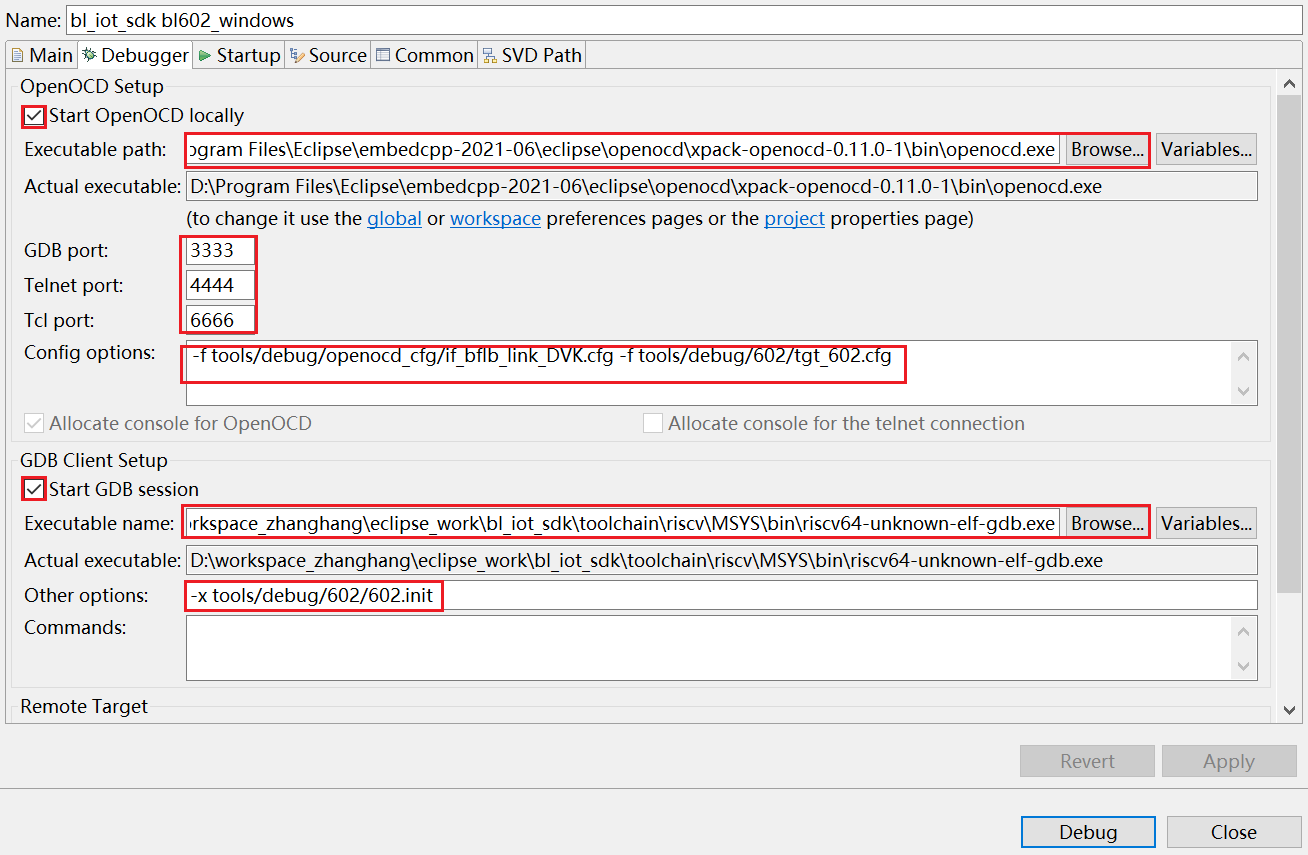 Name: bl_iot_sdk bl602_windows
Main Debugger Startup Source Common SVD Path
OpenOCD Setup
Start OpenOCD locally
Executable path: ogram Files\Eclipse\embedcpp-2021-06\eclipse\openocd\xpack-openocd-0.11.0-1\bin\openocd.exe Browse... Variables...
Actual executable: D:\Program Files\Eclipse\embedcpp-2021-06\eclipse\openocd\xpack-openocd-0.11.0-1\bin\openocd.exe
(to change it use the global or workspace preferences pages or the project properties page)
GDB port: 3333
Telnet port: 4444
Tcl port: 6666
Config options: -f tools/debug/openocd_cfg/if_bflb_link_DVK.cfg -f tools/debug/602/tgt_602.cfg
Allocate console for OpenOCD Allocate console for the telnet connection
GDB Client Setup
Start GDB session
Executable name: rkspace_zhanghang\eclipse_work\bl_iot_sdk\toolchain\riscv\MSYS\bin\riscv64-unknown-elf-gdb.exe Browse... Variables...
Actual executable: D:\workspace_zhanghang\eclipse_work\bl_iot_sdk\toolchain\riscv\MSYS\bin\riscv64-unknown-elf-gdb.exe
Other options: -x tools/debug/602/602.init
Commands:
Remote Target
Revert Apply
Debug Close